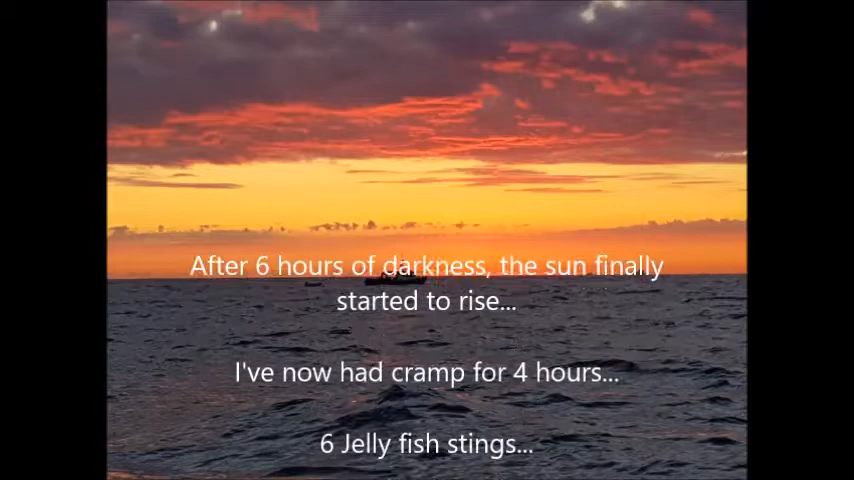 After 6 hours of darkness, the sun finally
started to rise...
I've now had cramp for 4 hours...
6 Jelly fish stings...